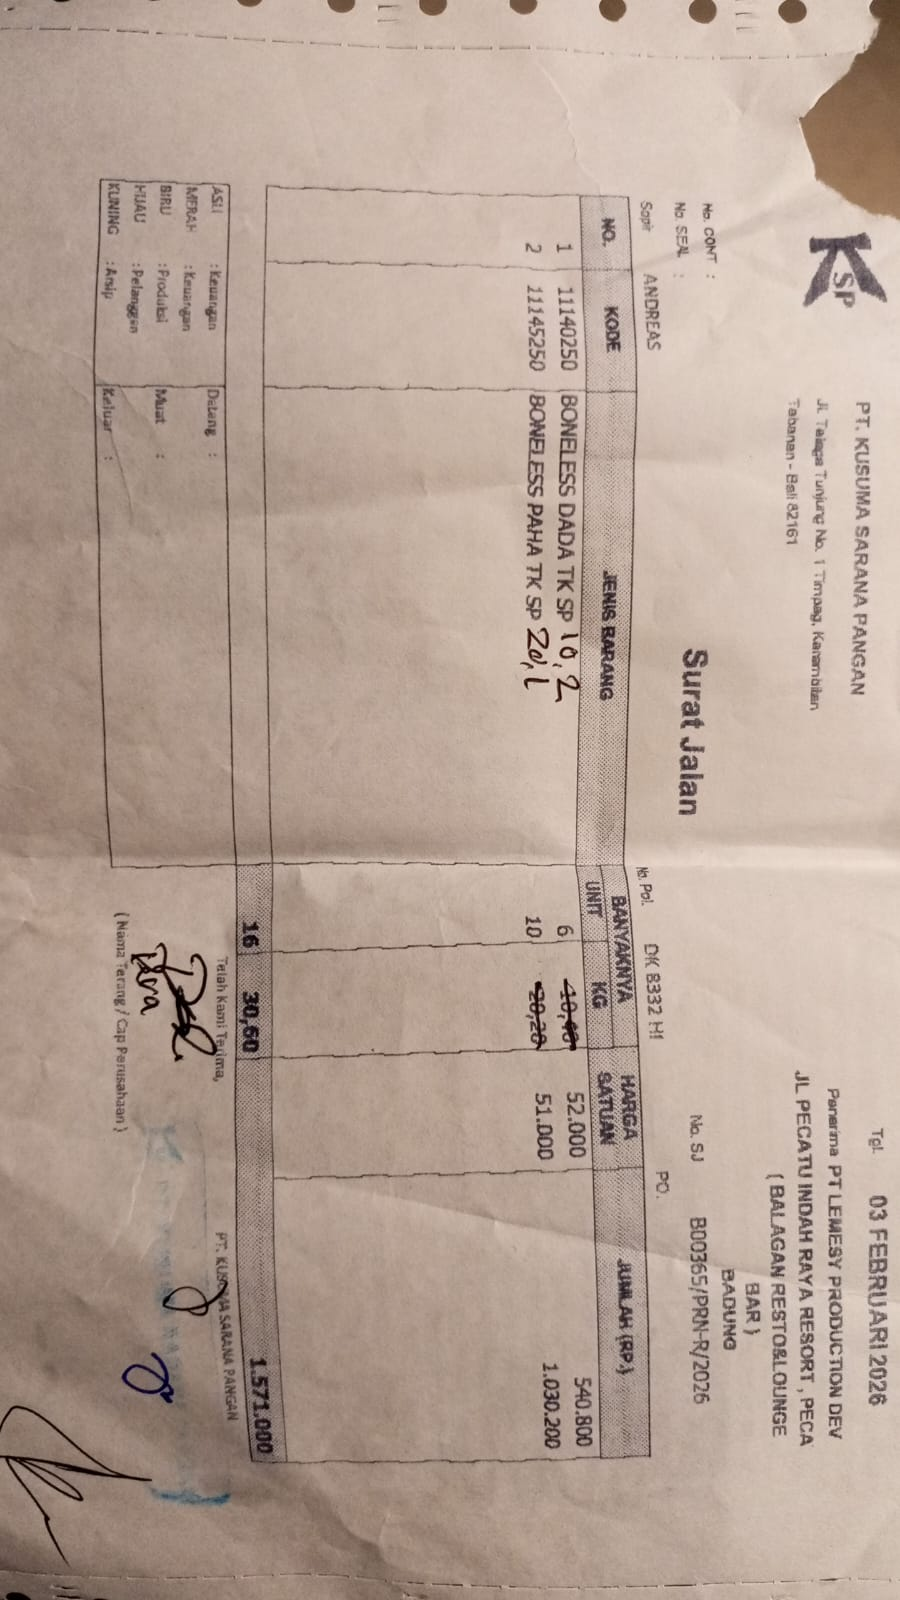 KSP
PT. KUSUMA SARANA PANGAN
Jl. Telaga Tunjung No. 1 Timpag, Kerambitan
Tabanan - Bali 82161
Tgl. 03 FEBRUARI 2026
Penerima PT LEMESY PRODUCTION DEV
JL PECATU INDAH RAYA RESORT , PECA
( BALAGAN RESTO&LOUNGE
BAR )
BADUNG
Surat Jalan
No. CONT :
No. SEAL :
No. SJ B00365/PRN-R/2026
Sopir ANDREAS
No. Pol. DK 8332 HI
PO.
NO. KODE JENIS BARANG BANYAKNYA HARGA SATUAN JUMLAH (RP.)
UNIT KG
1 11140250 BONELESS DADA TK SP 10,2 6 10,40 52.000 540.800
2 11145250 BONELESS PAHA TK SP 20,1 10 20,20 51.000 1.030.200
16 30,60 1.571.000
ASLI : Keuangan
MERAH : Keuangan
BIRU : Produksi
HIJAU : Pelanggan
KUNING : Arsip
Datang :
Muat :
Keluar :
Telah Kami Terima,
PT. KUSUMA SARANA PANGAN
( Nama Terang / Cap Perusahaan )